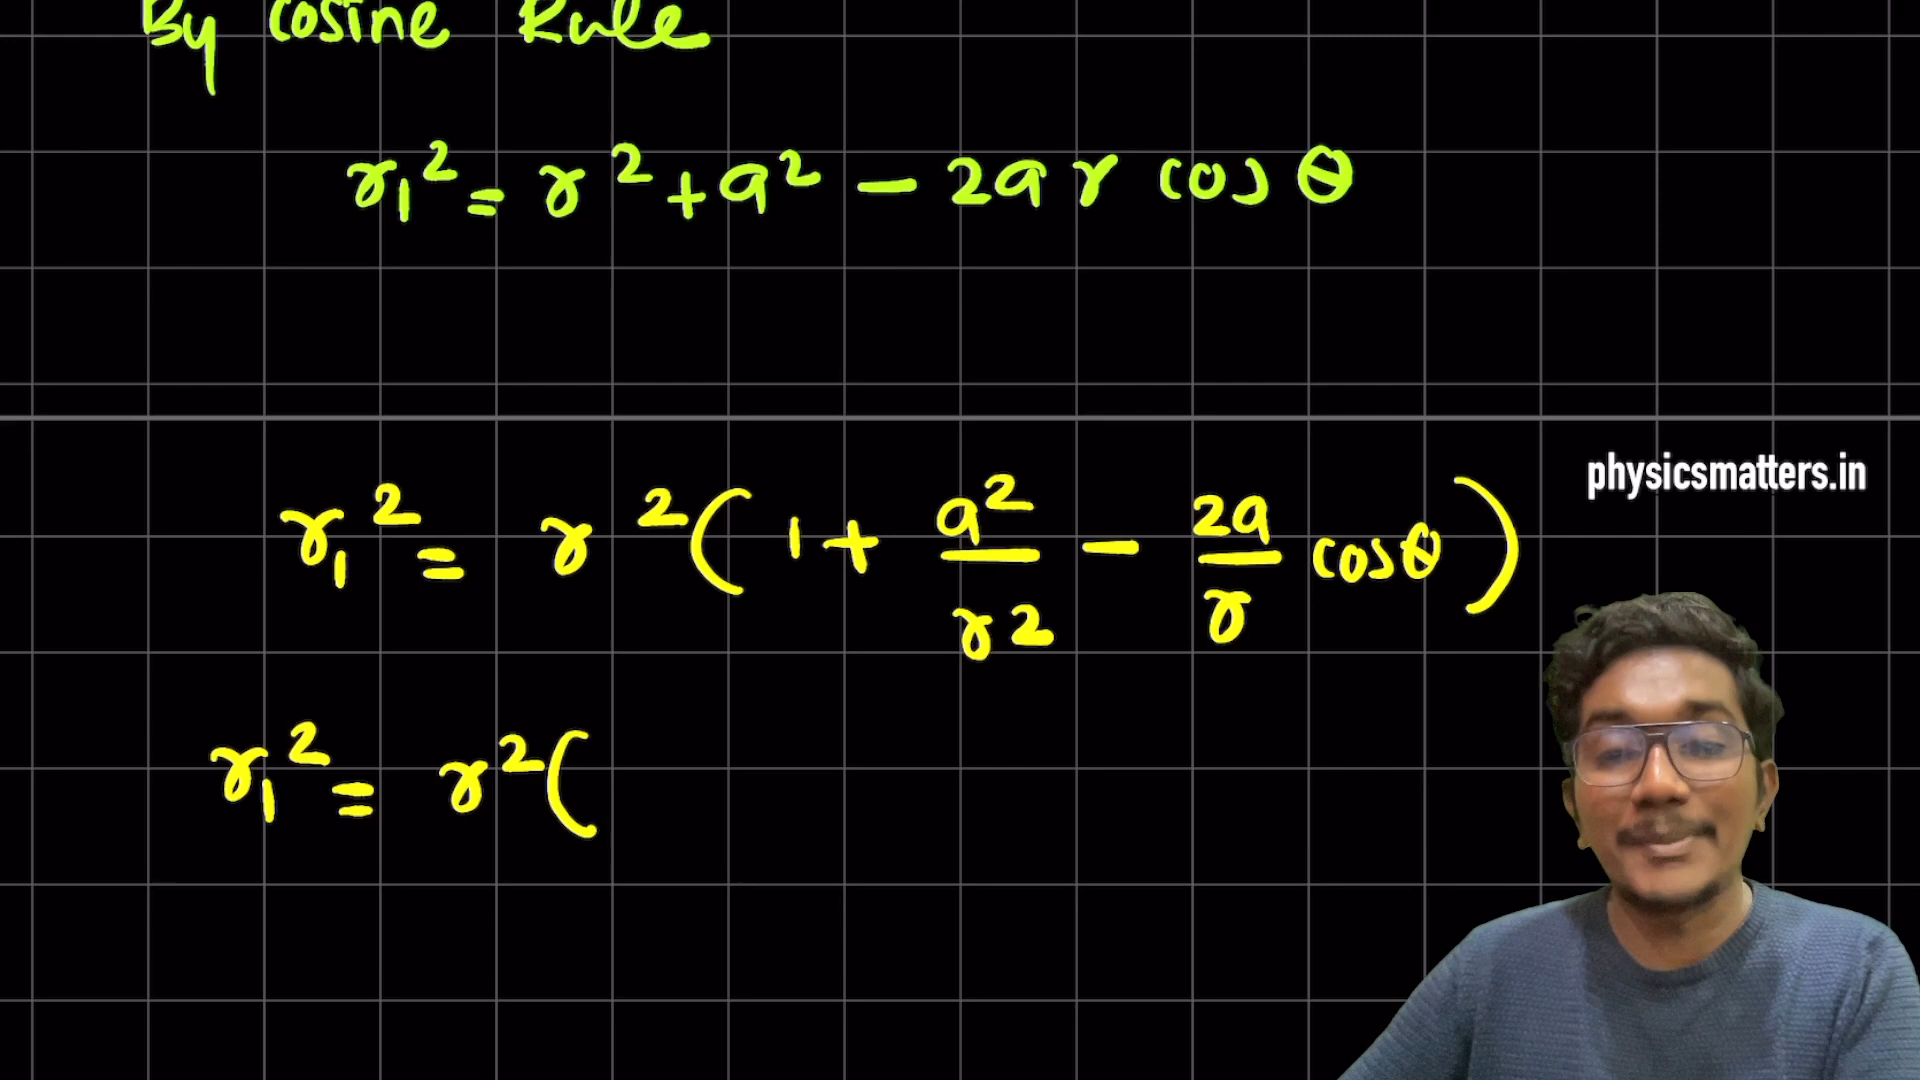 By Cosine Rule
r₁² = r² + a² − 2ar cos θ
physicsmatters.in
r₁² = r² ( 1 + a²/r² − 2a/r cosθ )
r₁² = r² (